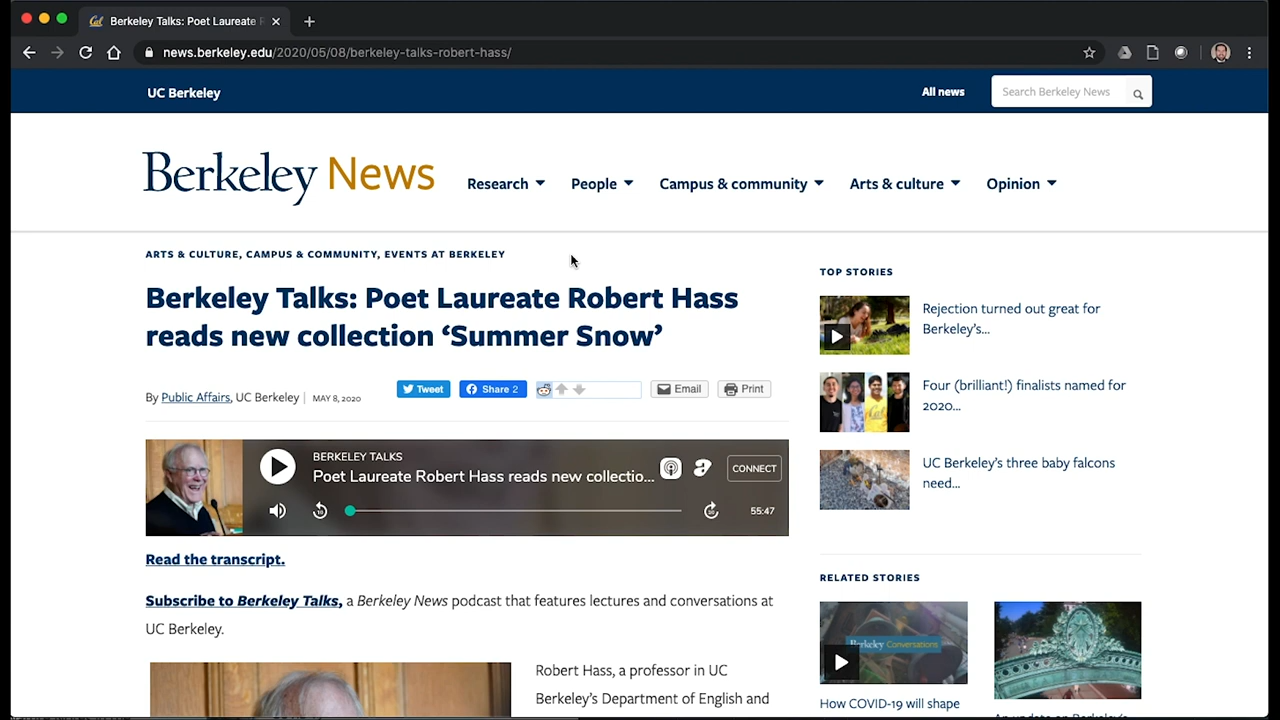 Berkeley Talks: Poet Laureate R
news.berkeley.edu/2020/05/08/berkeley-talks-robert-hass/
UC Berkeley
All news
Search Berkeley News
Berkeley News
Research
People
Campus & community
Arts & culture
Opinion
ARTS & CULTURE, CAMPUS & COMMUNITY, EVENTS AT BERKELEY
Berkeley Talks: Poet Laureate Robert Hass
reads new collection ‘Summer Snow’
By Public Affairs, UC Berkeley | MAY 8, 2020
Tweet
Share 2
Email
Print
BERKELEY TALKS
Poet Laureate Robert Hass reads new collectio...
CONNECT
55:47
Read the transcript.
Subscribe to Berkeley Talks, a Berkeley News podcast that features lectures and conversations at
UC Berkeley.
Robert Hass, a professor in UC
Berkeley’s Department of English and
TOP STORIES
Rejection turned out great for
Berkeley’s...
Four (brilliant!) finalists named for
2020...
UC Berkeley’s three baby falcons
need...
RELATED STORIES
Berkeley Conversations
How COVID-19 will shape
An update on Berkeley’s